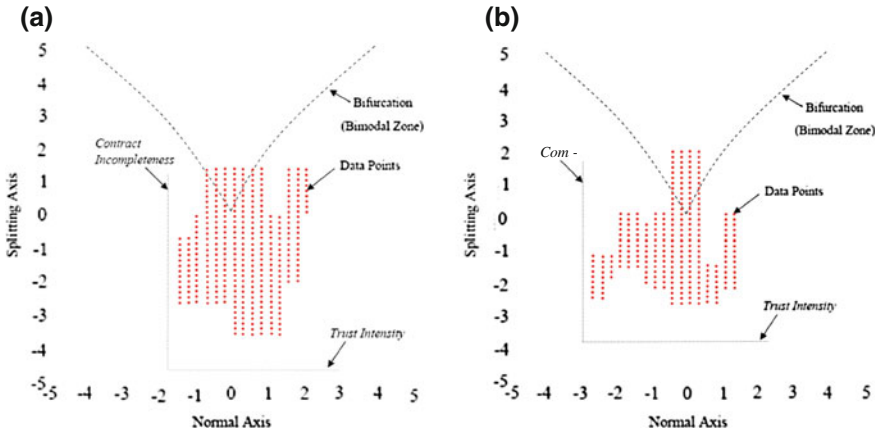 (a)
5
4
3
2
1
0
-1
-2
-3
-4
-5
Splitting Axis
Contract
Incompleteness
Bifurcation
(Bimodal Zone)
Data Points
Trust Intensity
-5 -4 -3 -2 -1 0 1 2 3 4 5
Normal Axis
(b)
5
4
3
2
1
0
-1
-2
-3
-4
-5
Splitting Axis
Com -
Bifurcation
(Bimodal Zone)
Data Points
Trust Intensity
-5 -4 -3 -2 -1 0 1 2 3 4 5
Normal Axis